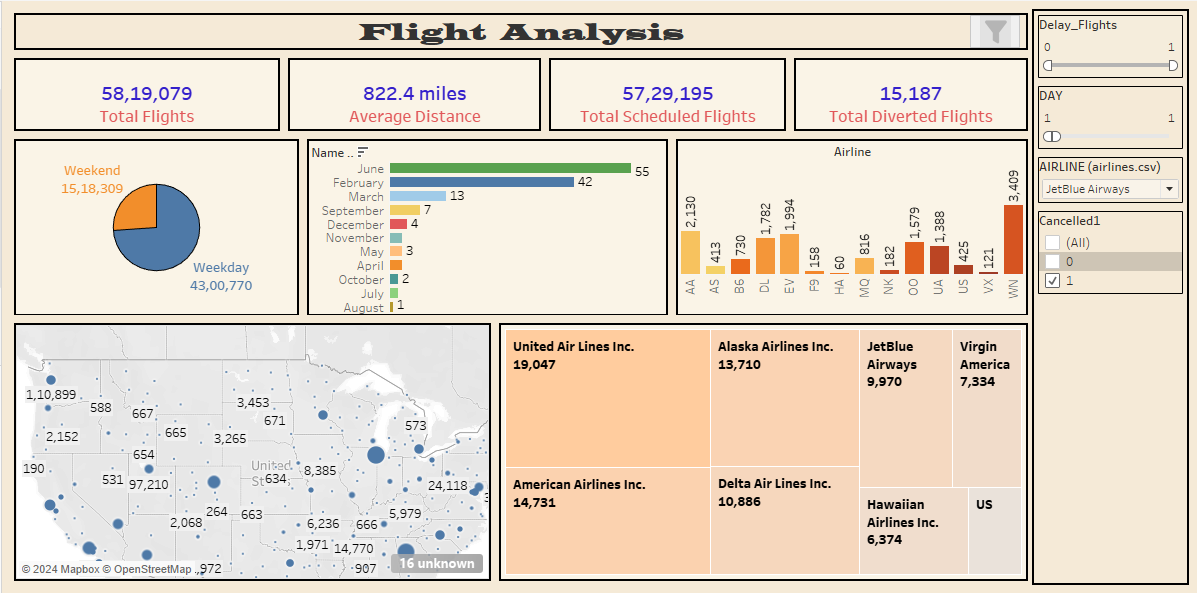 Flight Analysis
58,19,079
Total Flights
822.4 miles
Average Distance
57,29,195
Total Scheduled Flights
15,187
Total Diverted Flights
Delay_Flights
0 1
DAY
1 1
AIRLINE (airlines.csv)
JetBlue Airways
Cancelled1
(All)
0
1
Weekend
15,18,309
Weekday
43,00,770
Name ..
June 55
February 42
March 13
September 7
December 4
November
May 3
April
October 2
July
August 1
Airline
2,130
413
730
1,782
1,994
158
60
816
182
1,579
1,388
425
121
3,409
AA
AS
B6
DL
EV
F9
HA
MQ
NK
OO
UA
US
VX
WN
1,10,899
588
667
3,453
671
573
2,152
665
3,265
654
190
531
97,210
United
St
634
8,385
24,118
264
663
2,068
6,236
666
5,979
1,971
14,770
972
907
© 2024 Mapbox © OpenStreetMap
16 unknown
United Air Lines Inc.
19,047
American Airlines Inc.
14,731
Alaska Airlines Inc.
13,710
Delta Air Lines Inc.
10,886
JetBlue
Airways
9,970
Virgin
America
7,334
Hawaiian
Airlines Inc.
6,374
US